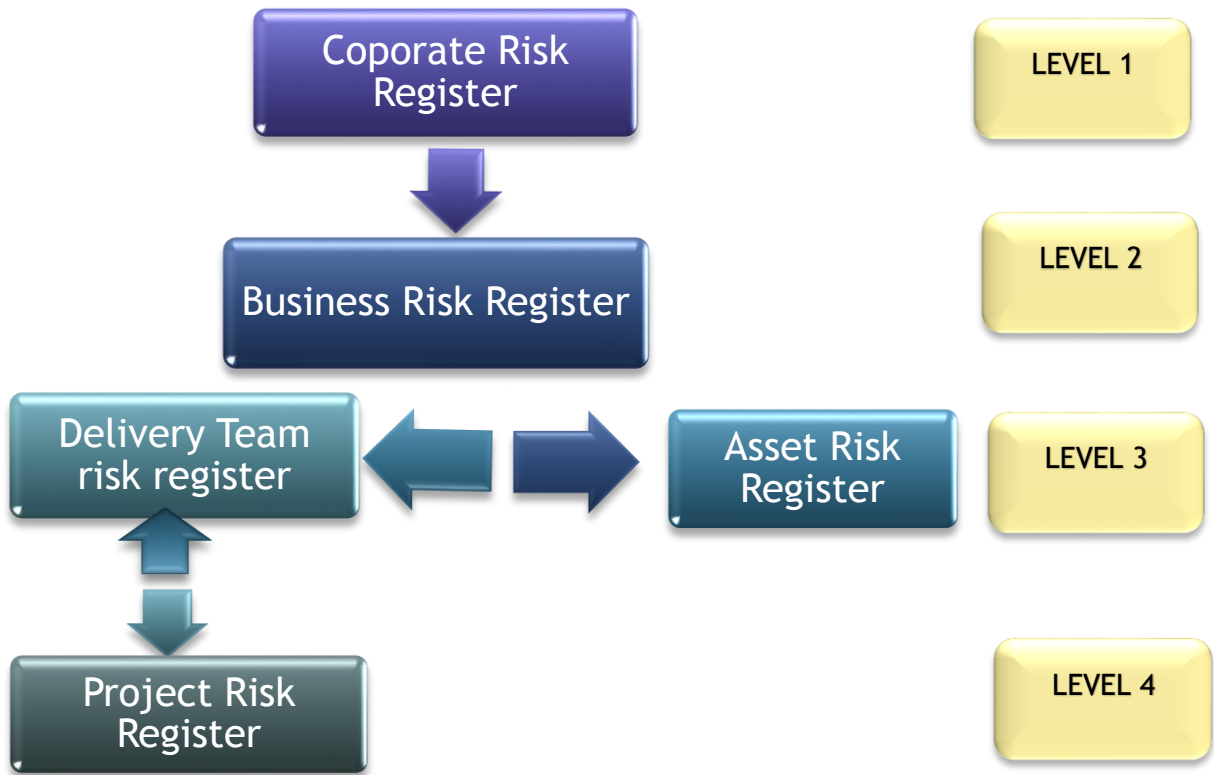 Coporate Risk
Register
LEVEL 1
Business Risk Register
LEVEL 2
Delivery Team
risk register
Asset Risk
Register
LEVEL 3
Project Risk
Register
LEVEL 4